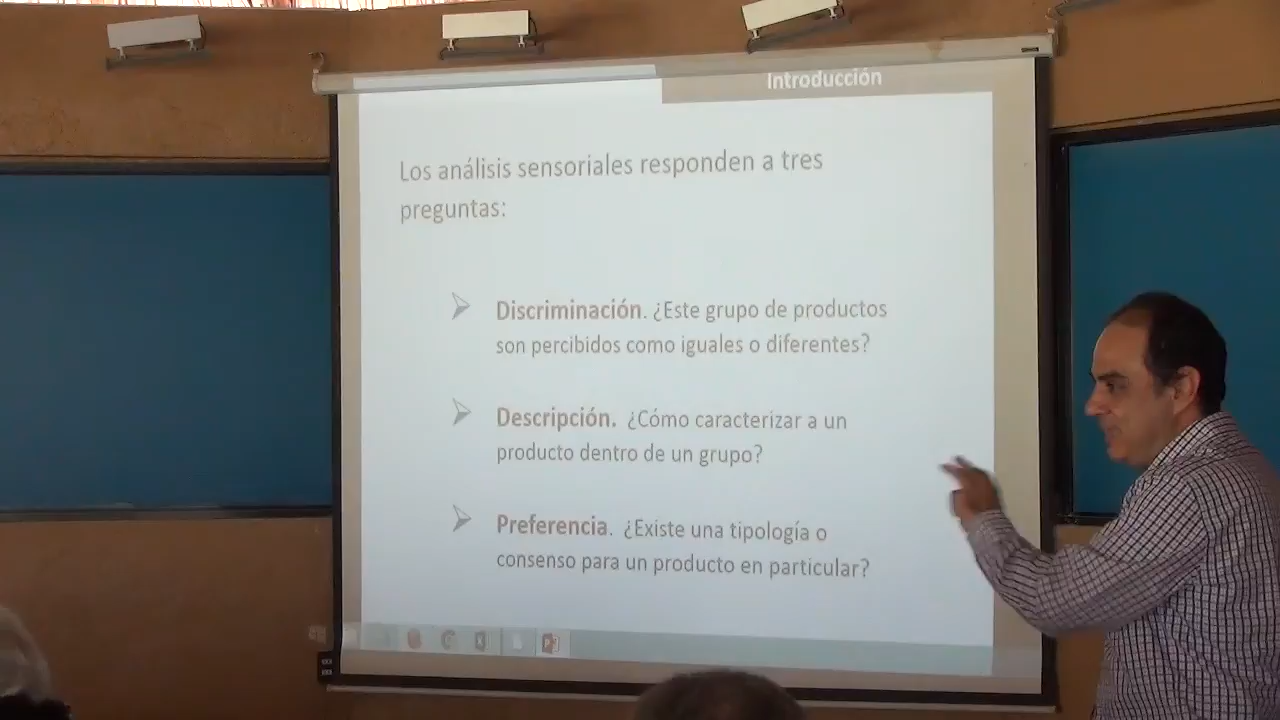 Introducción
Los análisis sensoriales responden a tres
preguntas:
Discriminación. ¿Este grupo de productos
son percibidos como iguales o diferentes?
Descripción. ¿Cómo caracterizar a un
producto dentro de un grupo?
Preferencia. ¿Existe una tipología o
consenso para un producto en particular?